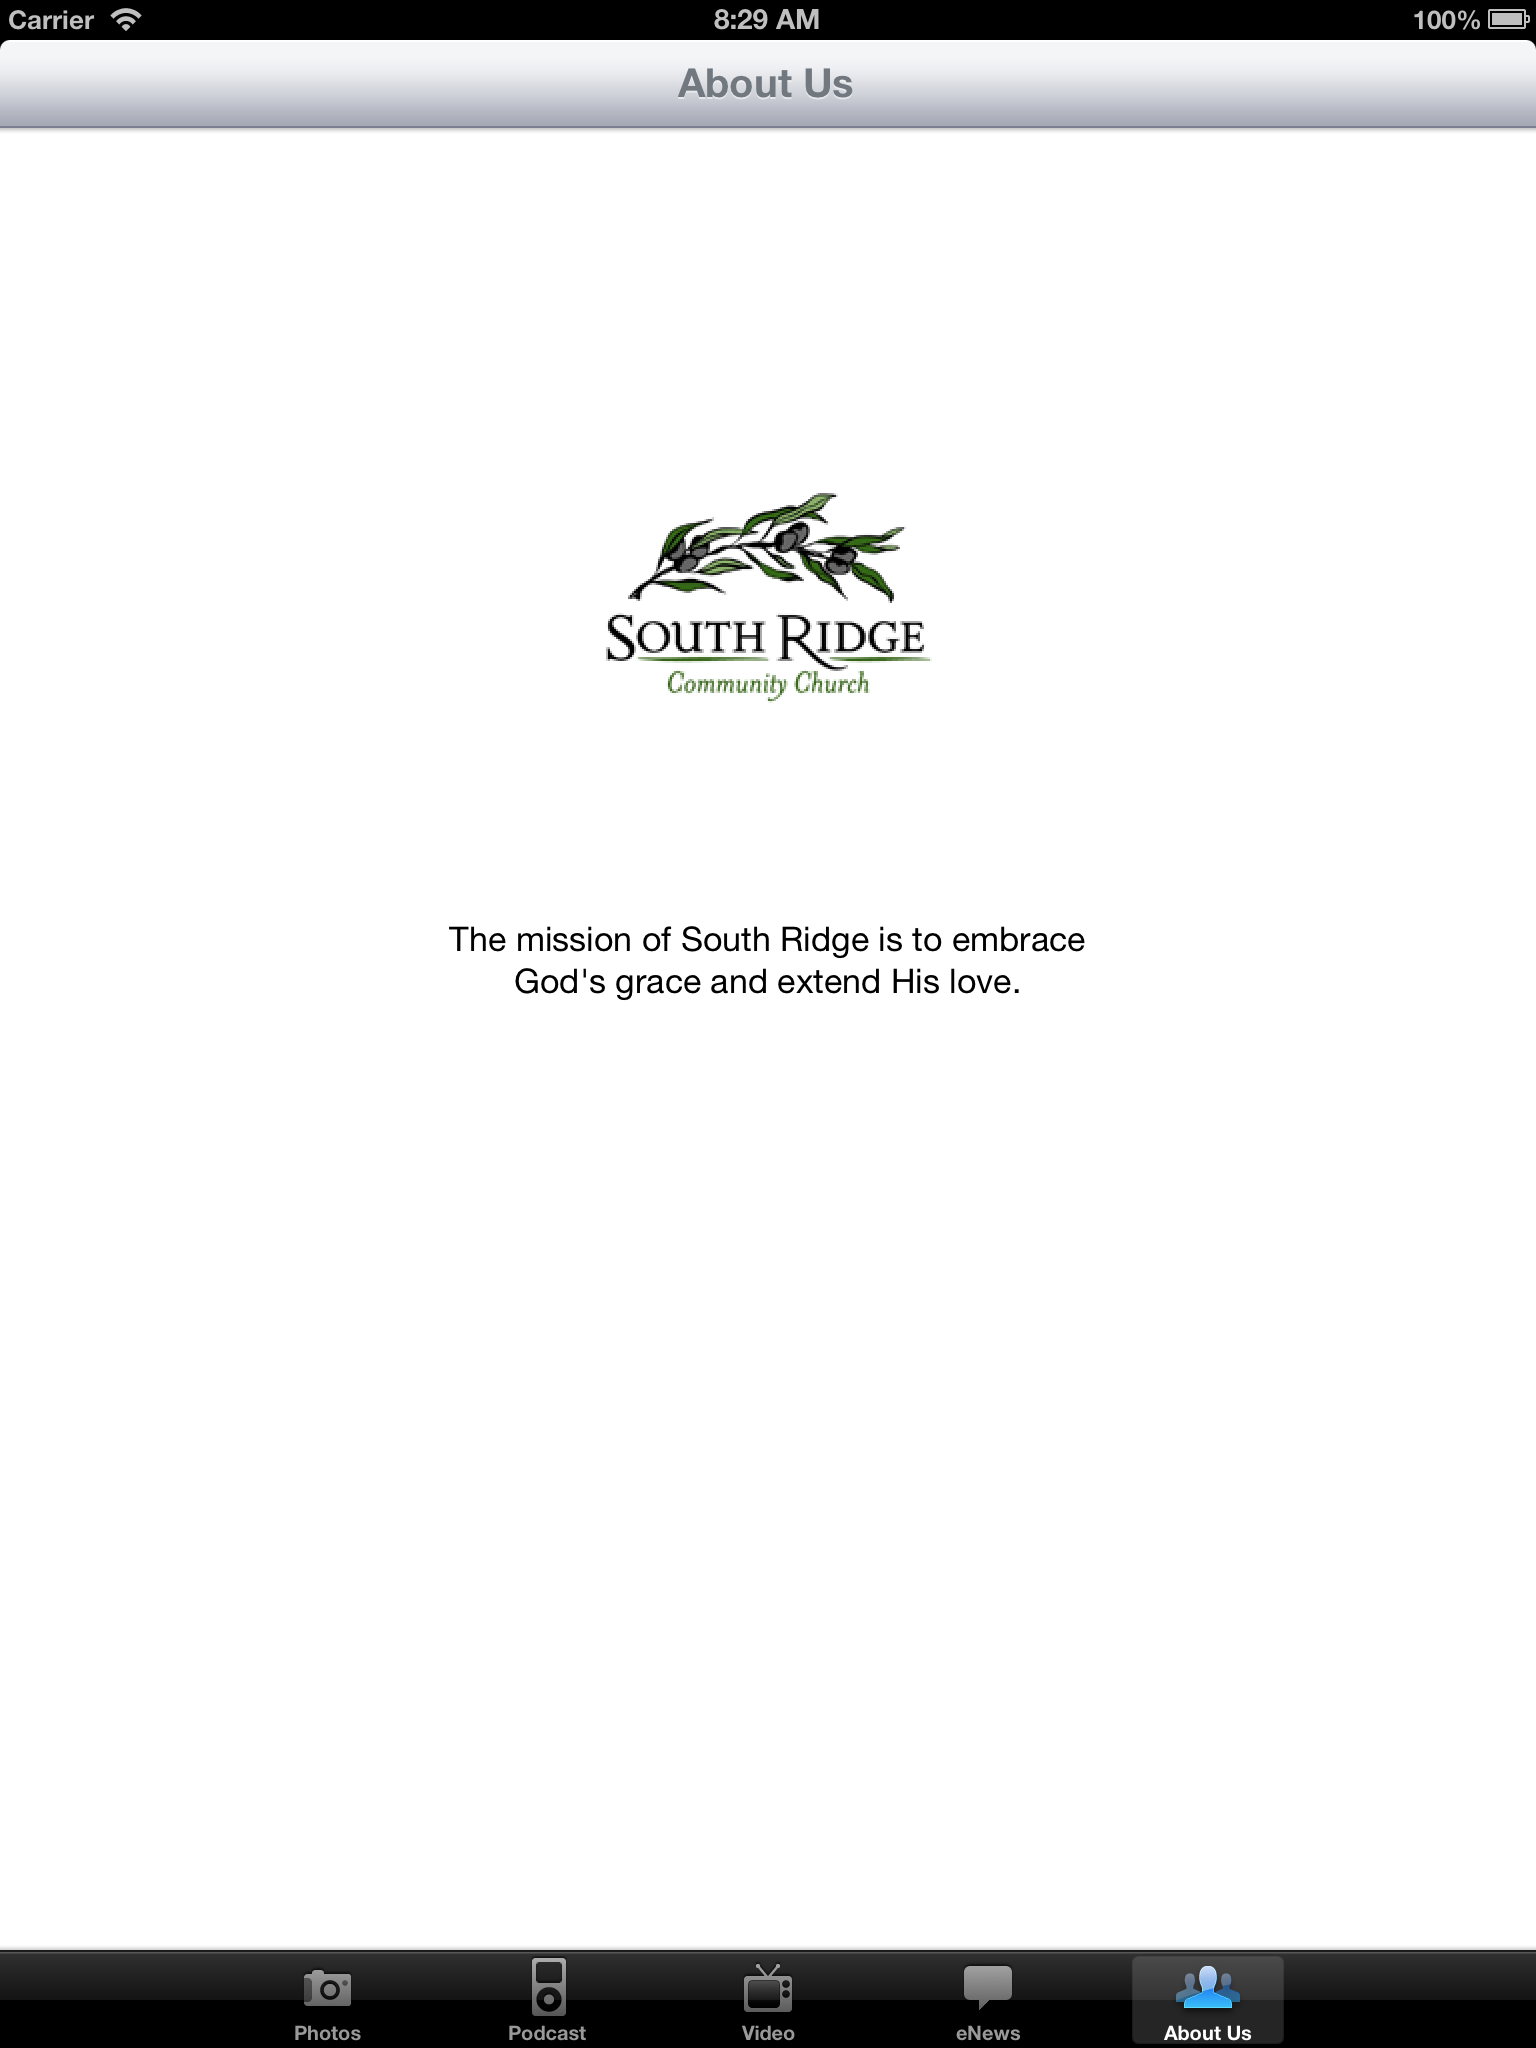 Carrier 8:29 AM 100%
About Us
SOUTH RIDGE
Community Church
The mission of South Ridge is to embrace
God's grace and extend His love.
Photos Podcast Video eNews About Us